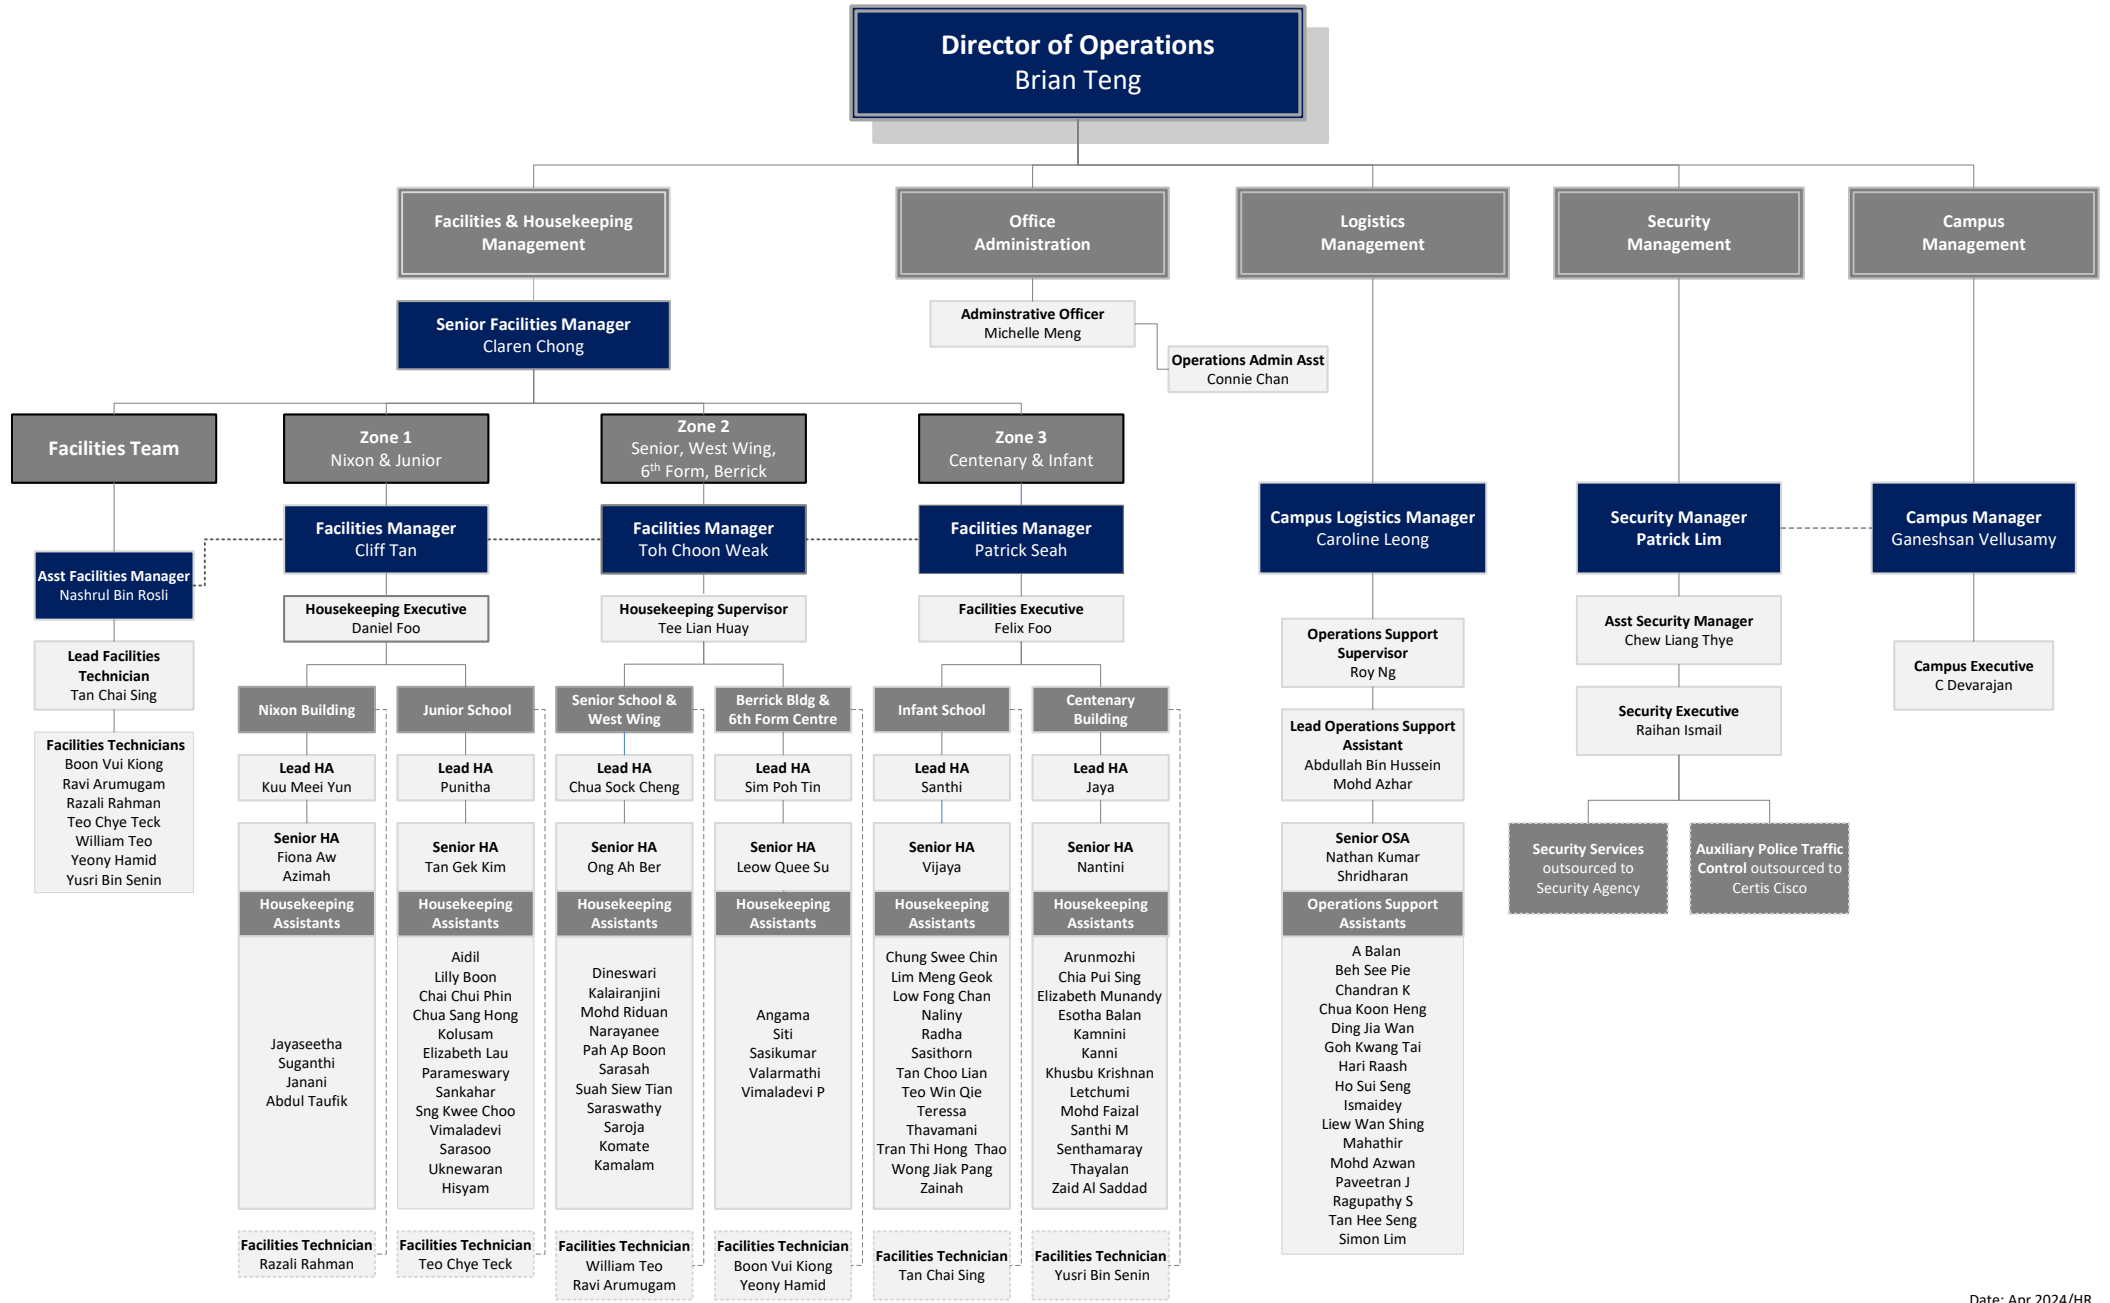 Director of Operations
Brian Teng
Facilities & Housekeeping
Management
Office
Administration
Logistics
Management
Security
Management
Campus
Management
Senior Facilities Manager
Claren Chong
Adminstrative Officer
Michelle Meng
Operations Admin Asst
Connie Chan
Facilities Team
Zone 1
Nixon & Junior
Zone 2
Senior, West Wing,
6th Form, Berrick
Zone 3
Centenary & Infant
Facilities Manager
Cliff Tan
Facilities Manager
Toh Choon Weak
Facilities Manager
Patrick Seah
Campus Logistics Manager
Caroline Leong
Security Manager
Patrick Lim
Campus Manager
Ganeshsan Vellusamy
Asst Facilities Manager
Nashrul Bin Rosli
Housekeeping Executive
Daniel Foo
Housekeeping Supervisor
Tee Lian Huay
Facilities Executive
Felix Foo
Operations Support
Supervisor
Roy Ng
Asst Security Manager
Chew Liang Thye
Campus Executive
C Devarajan
Lead Facilities
Technician
Tan Chai Sing
Facilities Technicians
Boon Vui Kiong
Ravi Arumugam
Razali Rahman
Teo Chye Teck
William Teo
Yeony Hamid
Yusri Bin Senin
Nixon Building
Lead HA
Kuu Meei Yun
Senior HA
Fiona Aw
Azimah
Housekeeping
Assistants
Jayaseetha
Suganthi
Janani
Abdul Taufik
Facilities Technician
Razali Rahman
Junior School
Lead HA
Punitha
Senior HA
Tan Gek Kim
Housekeeping
Assistants
Aidil
Lilly Boon
Chai Chui Phin
Chua Sang Hong
Kolusam
Elizabeth Lau
Parameswary
Sankahar
Sng Kwee Choo
Vimaladevi
Sarasoo
Uknewaran
Hisyam
Facilities Technician
Teo Chye Teck
Senior School &
West Wing
Lead HA
Chua Sock Cheng
Senior HA
Ong Ah Ber
Housekeeping
Assistants
Dineswari
Kalairanjini
Mohd Riduan
Narayanee
Pah Ap Boon
Sarasah
Suah Siew Tian
Saraswathy
Saroja
Komate
Kamalam
Facilities Technician
William Teo
Ravi Arumugam
Berrick Bldg &
6th Form Centre
Lead HA
Sim Poh Tin
Senior HA
Leow Quee Su
Housekeeping
Assistants
Angama
Siti
Sasikumar
Valarmathi
Vimaladevi P
Facilities Technician
Boon Vui Kiong
Yeony Hamid
Infant School
Lead HA
Santhi
Senior HA
Vijaya
Housekeeping
Assistants
Chung Swee Chin
Lim Meng Geok
Low Fong Chan
Naliny
Radha
Sasithorn
Tan Choo Lian
Teo Win Qie
Teressa
Thavamani
Tran Thi Hong Thao
Wong Jiak Pang
Zainah
Facilities Technician
Tan Chai Sing
Centenary
Building
Lead HA
Jaya
Senior HA
Nantini
Housekeeping
Assistants
Arunmozhi
Chia Pui Sing
Elizabeth Munandy
Esotha Balan
Kamnini
Kanni
Khusbu Krishnan
Letchumi
Mohd Faizal
Santhi M
Senthamaray
Thayalan
Zaid Al Saddad
Facilities Technician
Yusri Bin Senin
Lead Operations Support
Assistant
Abdullah Bin Hussein
Mohd Azhar
Senior OSA
Nathan Kumar
Shridharan
Operations Support
Assistants
A Balan
Beh See Pie
Chandran K
Chua Koon Heng
Ding Jia Wan
Goh Kwang Tai
Hari Raash
Ho Sui Seng
Ismaidey
Liew Wan Shing
Mahathir
Mohd Azwan
Paveetran J
Ragupathy S
Tan Hee Seng
Simon Lim
Security Executive
Raihan Ismail
Security Services
outsourced to
Security Agency
Auxiliary Police Traffic
Control outsourced to
Certis Cisco
Date: Apr 2024/HR